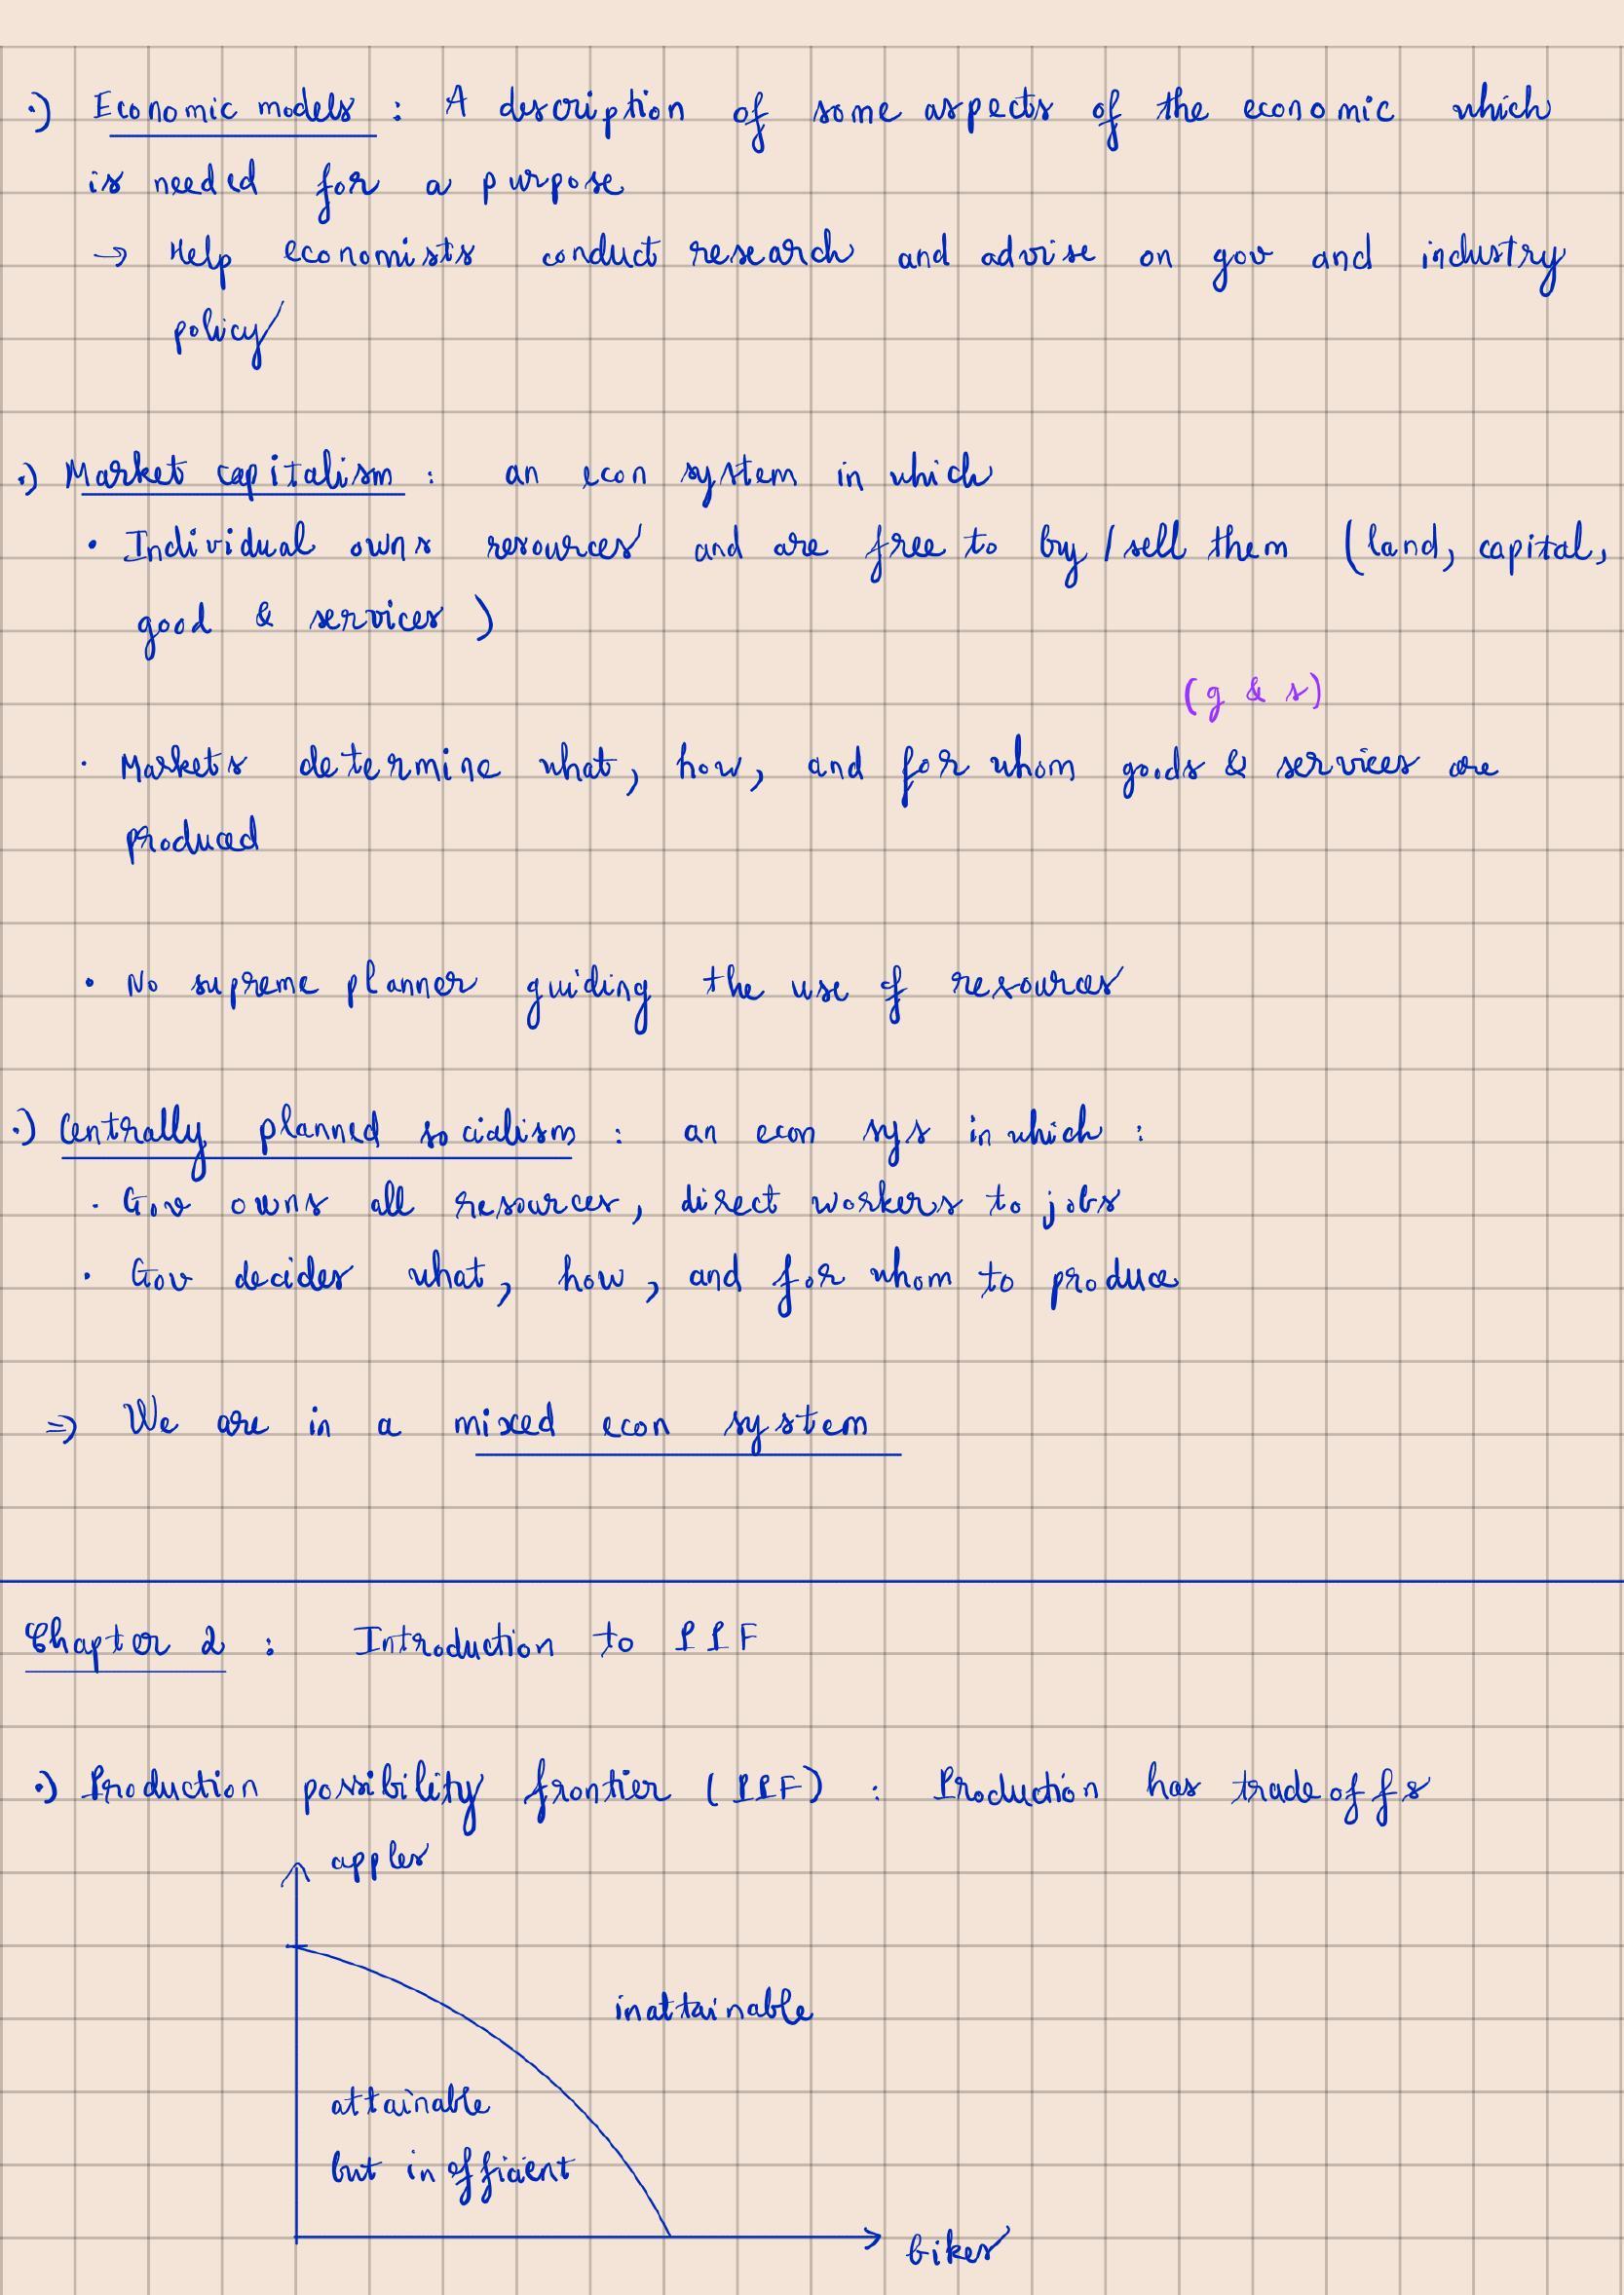 ·) Economic models : A description of some aspects of the economic which
is needed for a purpose
→ Help economists conduct research and advise on gov and industry
policy
·) Market capitalism : an econ system in which
• Individual owns resources and are free to by / sell them (land, capital,
good & services )
(g & s)
· Markets determine what, how, and for whom goods & services are
produced
• No supreme planner guiding the use of resources
·) Centrally planned socialism : an econ sys in which :
· Gov owns all resources, direct workers to jobs
· Gov decides what, how, and for whom to produce
⇒ We are in a mixed econ system
Chapter 2 : Introduction to PPF
·) Production possibility frontier (PPF) : Production has tradeoffs
apples
inattainable
attainable
but inefficient
bikes